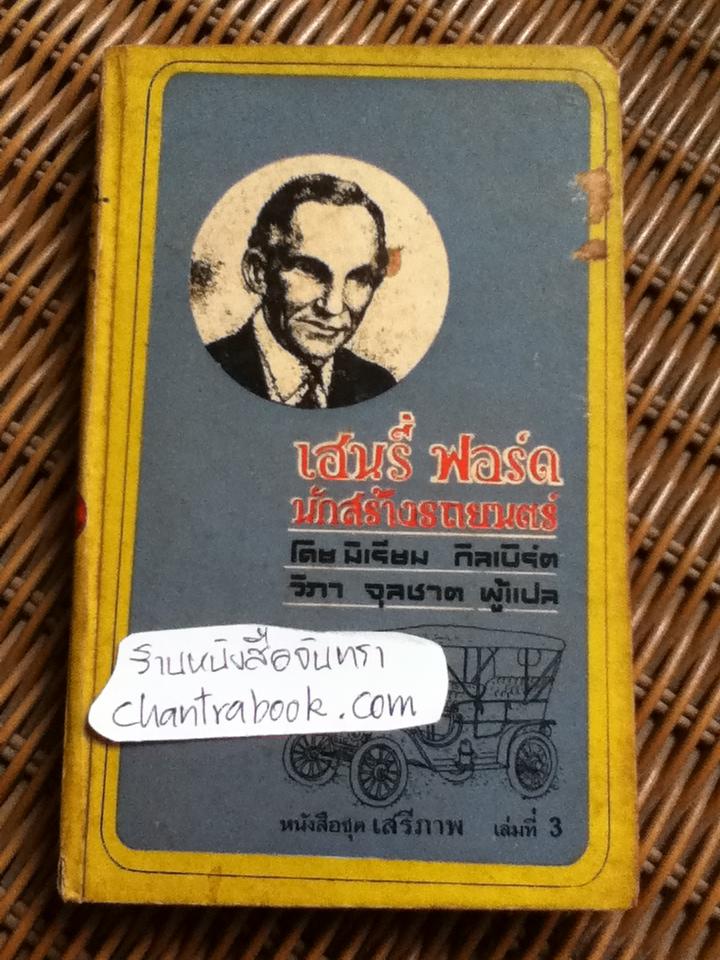 เฮนรี่ ฟอร์ด
นักสร้างรถยนตร์
โดย มิเรียม กิลเบิร์ต
วิภา จุลชาต ผู้แปล
ร้านหนังสือจันทรา
chantrabook.com
หนังสือชุด เสรีภาพ เล่มที่ 3